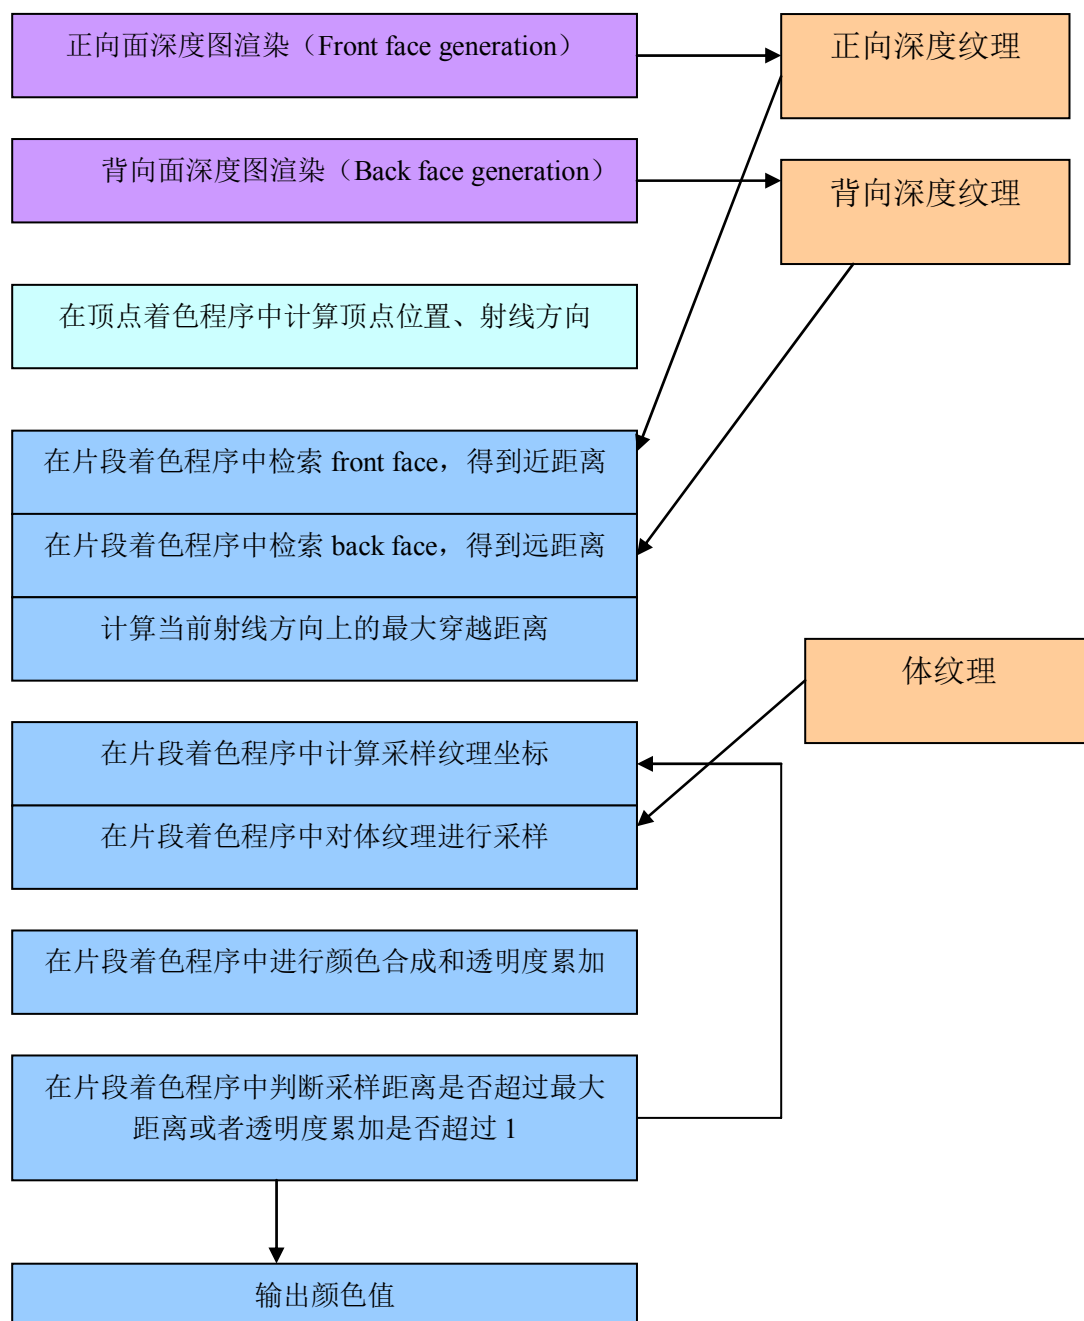 正向面深度图渲染（Front face generation）
正向深度纹理
背向面深度图渲染（Back face generation）
背向深度纹理
在顶点着色程序中计算顶点位置、射线方向
在片段着色程序中检索 front face，得到近距离
在片段着色程序中检索 back face，得到远距离
计算当前射线方向上的最大穿越距离
体纹理
在片段着色程序中计算采样纹理坐标
在片段着色程序中对体纹理进行采样
在片段着色程序中进行颜色合成和透明度累加
在片段着色程序中判断采样距离是否超过最大
距离或者透明度累加是否超过 1
输出颜色值